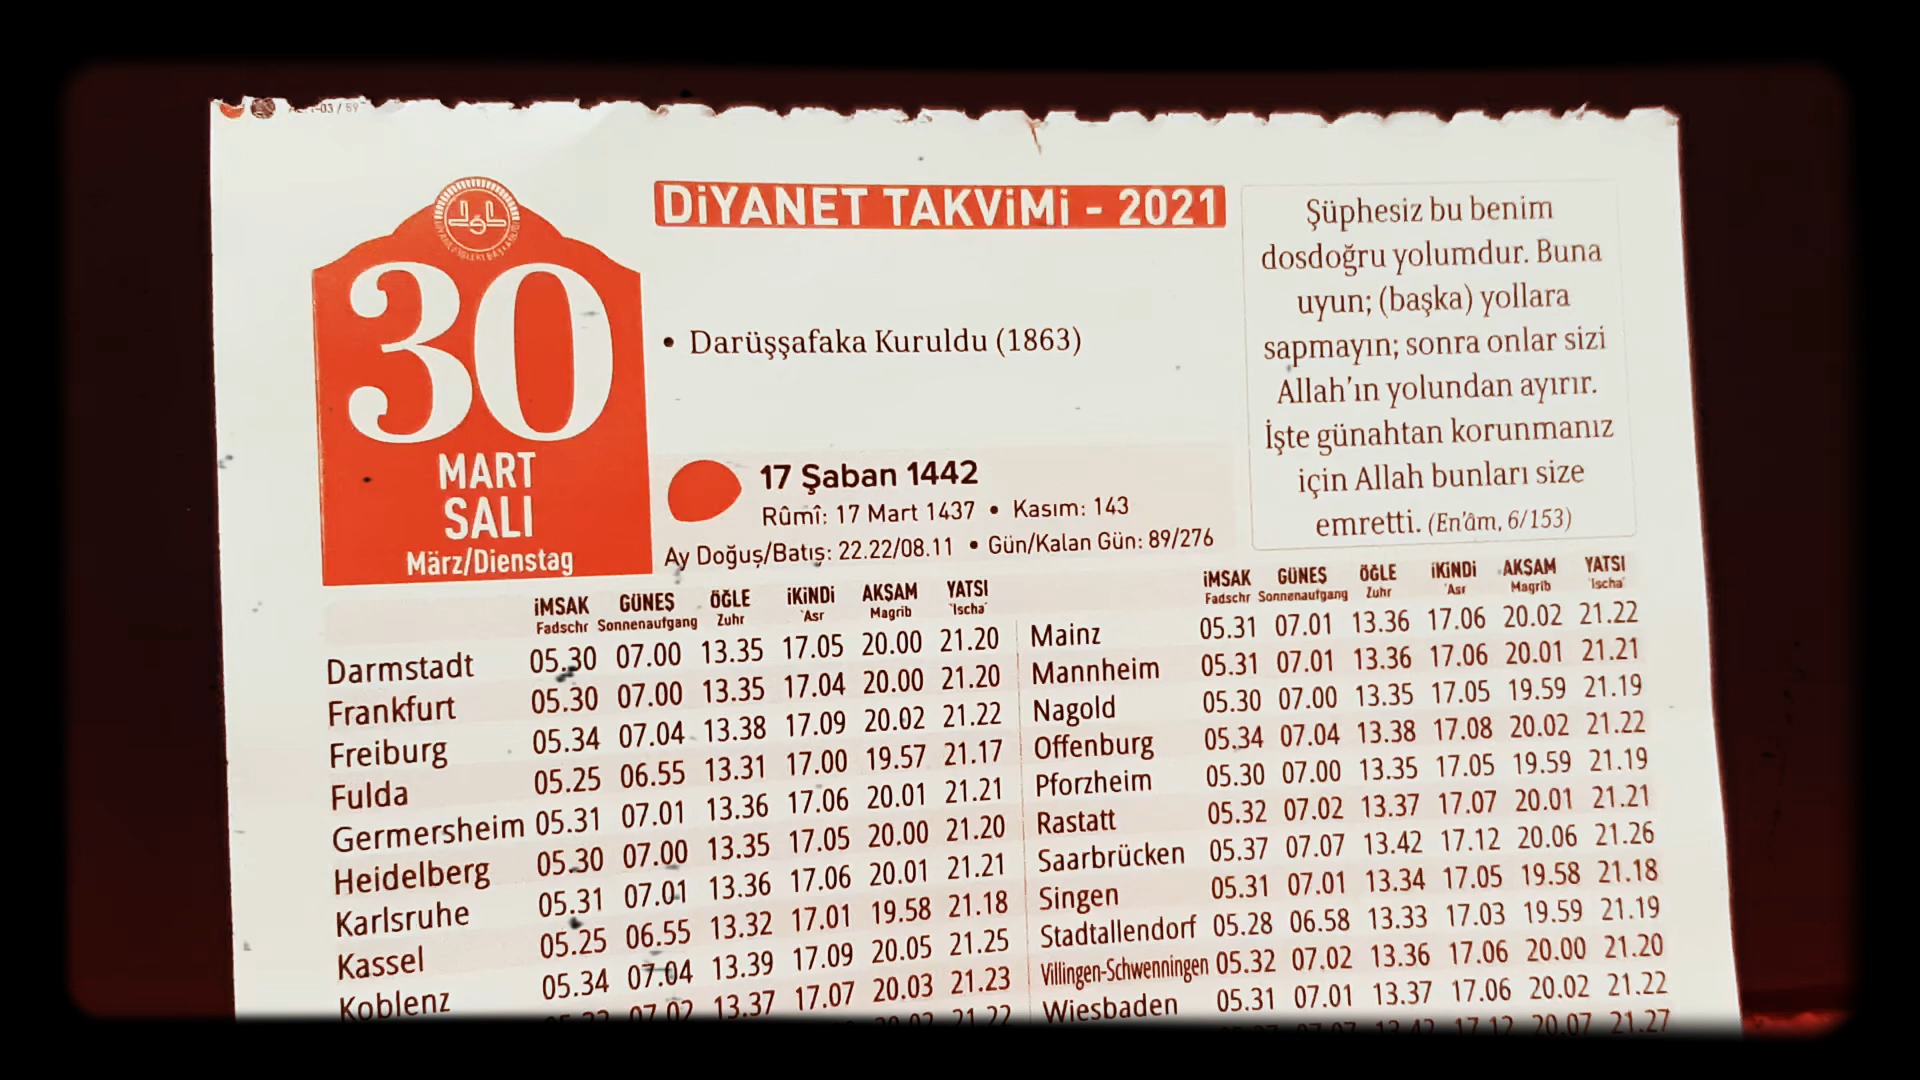 DİYANET TAKVİMİ - 2021
30
MART
SALI
März/Dienstag
• Darüşşafaka Kuruldu (1863)
17 Şaban 1442
Rûmî: 17 Mart 1437 • Kasım: 143
Ay Doğuş/Batış: 22.22/08.11 • Gün/Kalan Gün: 89/276
Şüphesiz bu benim
dosdoğru yolumdur. Buna
uyun; (başka) yollara
sapmayın; sonra onlar sizi
Allah'ın yolundan ayırır.
İşte günahtan korunmanız
için Allah bunları size
emretti. (En'âm, 6/153)
İMSAK GÜNEŞ ÖĞLE İKİNDİ AKŞAM YATSI
Fadschr Sonnenaufgang Zuhr 'Asr Magrib 'Ischa'
Darmstadt 05.30 07.00 13.35 17.05 20.00 21.20
Frankfurt 05.30 07.00 13.35 17.04 20.00 21.20
Freiburg 05.34 07.04 13.38 17.09 20.02 21.22
Fulda 05.25 06.55 13.31 17.00 19.57 21.17
Germersheim 05.31 07.01 13.36 17.06 20.01 21.21
Heidelberg 05.30 07.00 13.35 17.05 20.00 21.20
Karlsruhe 05.31 07.01 13.36 17.06 20.01 21.21
Kassel 05.25 06.55 13.32 17.01 19.58 21.18
Koblenz 05.34 07.04 13.39 17.09 20.05 21.25
07.02 13.37 17.07 20.03 21.23
21.22
İMSAK GÜNEŞ ÖĞLE İKİNDİ AKŞAM YATSI
Fadschr Sonnenaufgang Zuhr 'Asr Magrib 'Ischa'
Mainz 05.31 07.01 13.36 17.06 20.02 21.22
Mannheim 05.31 07.01 13.36 17.06 20.01 21.21
Nagold 05.30 07.00 13.35 17.05 19.59 21.19
Offenburg 05.34 07.04 13.38 17.08 20.02 21.22
Pforzheim 05.30 07.00 13.35 17.05 19.59 21.19
Rastatt 05.32 07.02 13.37 17.07 20.01 21.21
Saarbrücken 05.37 07.07 13.42 17.12 20.06 21.26
Singen 05.31 07.01 13.34 17.05 19.58 21.18
Stadtallendorf 05.28 06.58 13.33 17.03 19.59 21.19
Villingen-Schwenningen 05.32 07.02 13.36 17.06 20.00 21.20
Wiesbaden 05.31 07.01 13.37 17.06 20.02 21.22
17.12 20.07 21.27